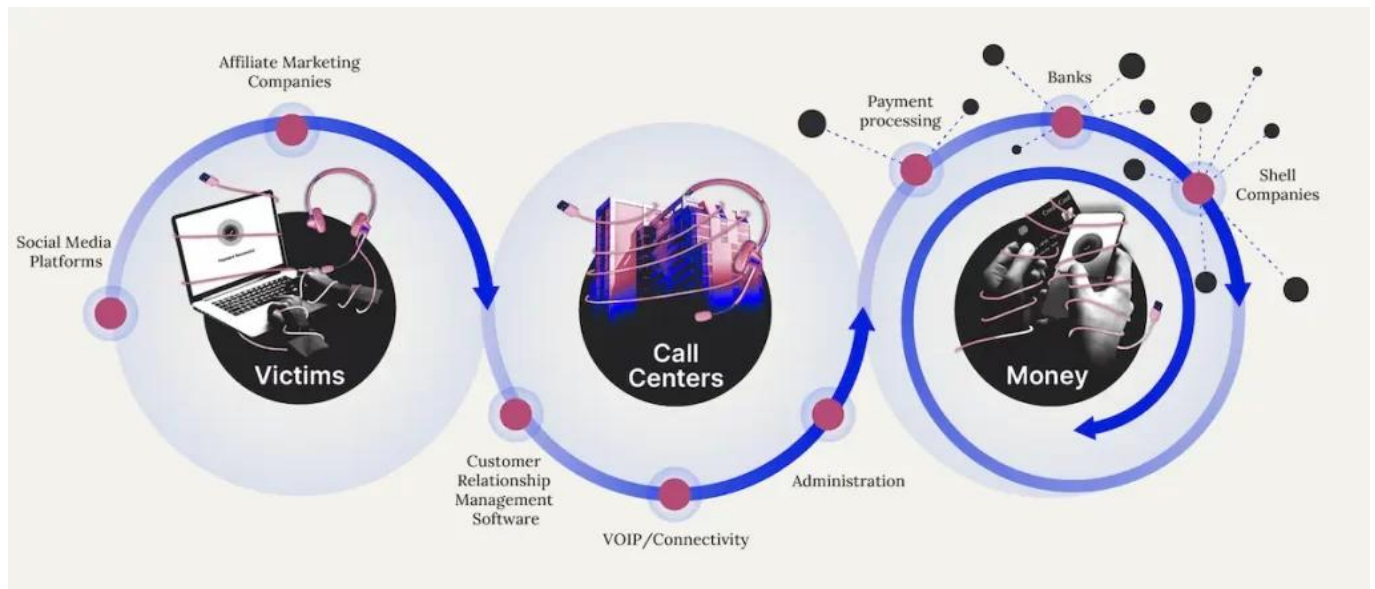 Affiliate Marketing
Companies
Social Media
Platforms
Victims
Customer
Relationship
Management
Software
VOIP/Connectivity
Call
Centers
Administration
Payment
processing
Banks
Shell
Companies
Money